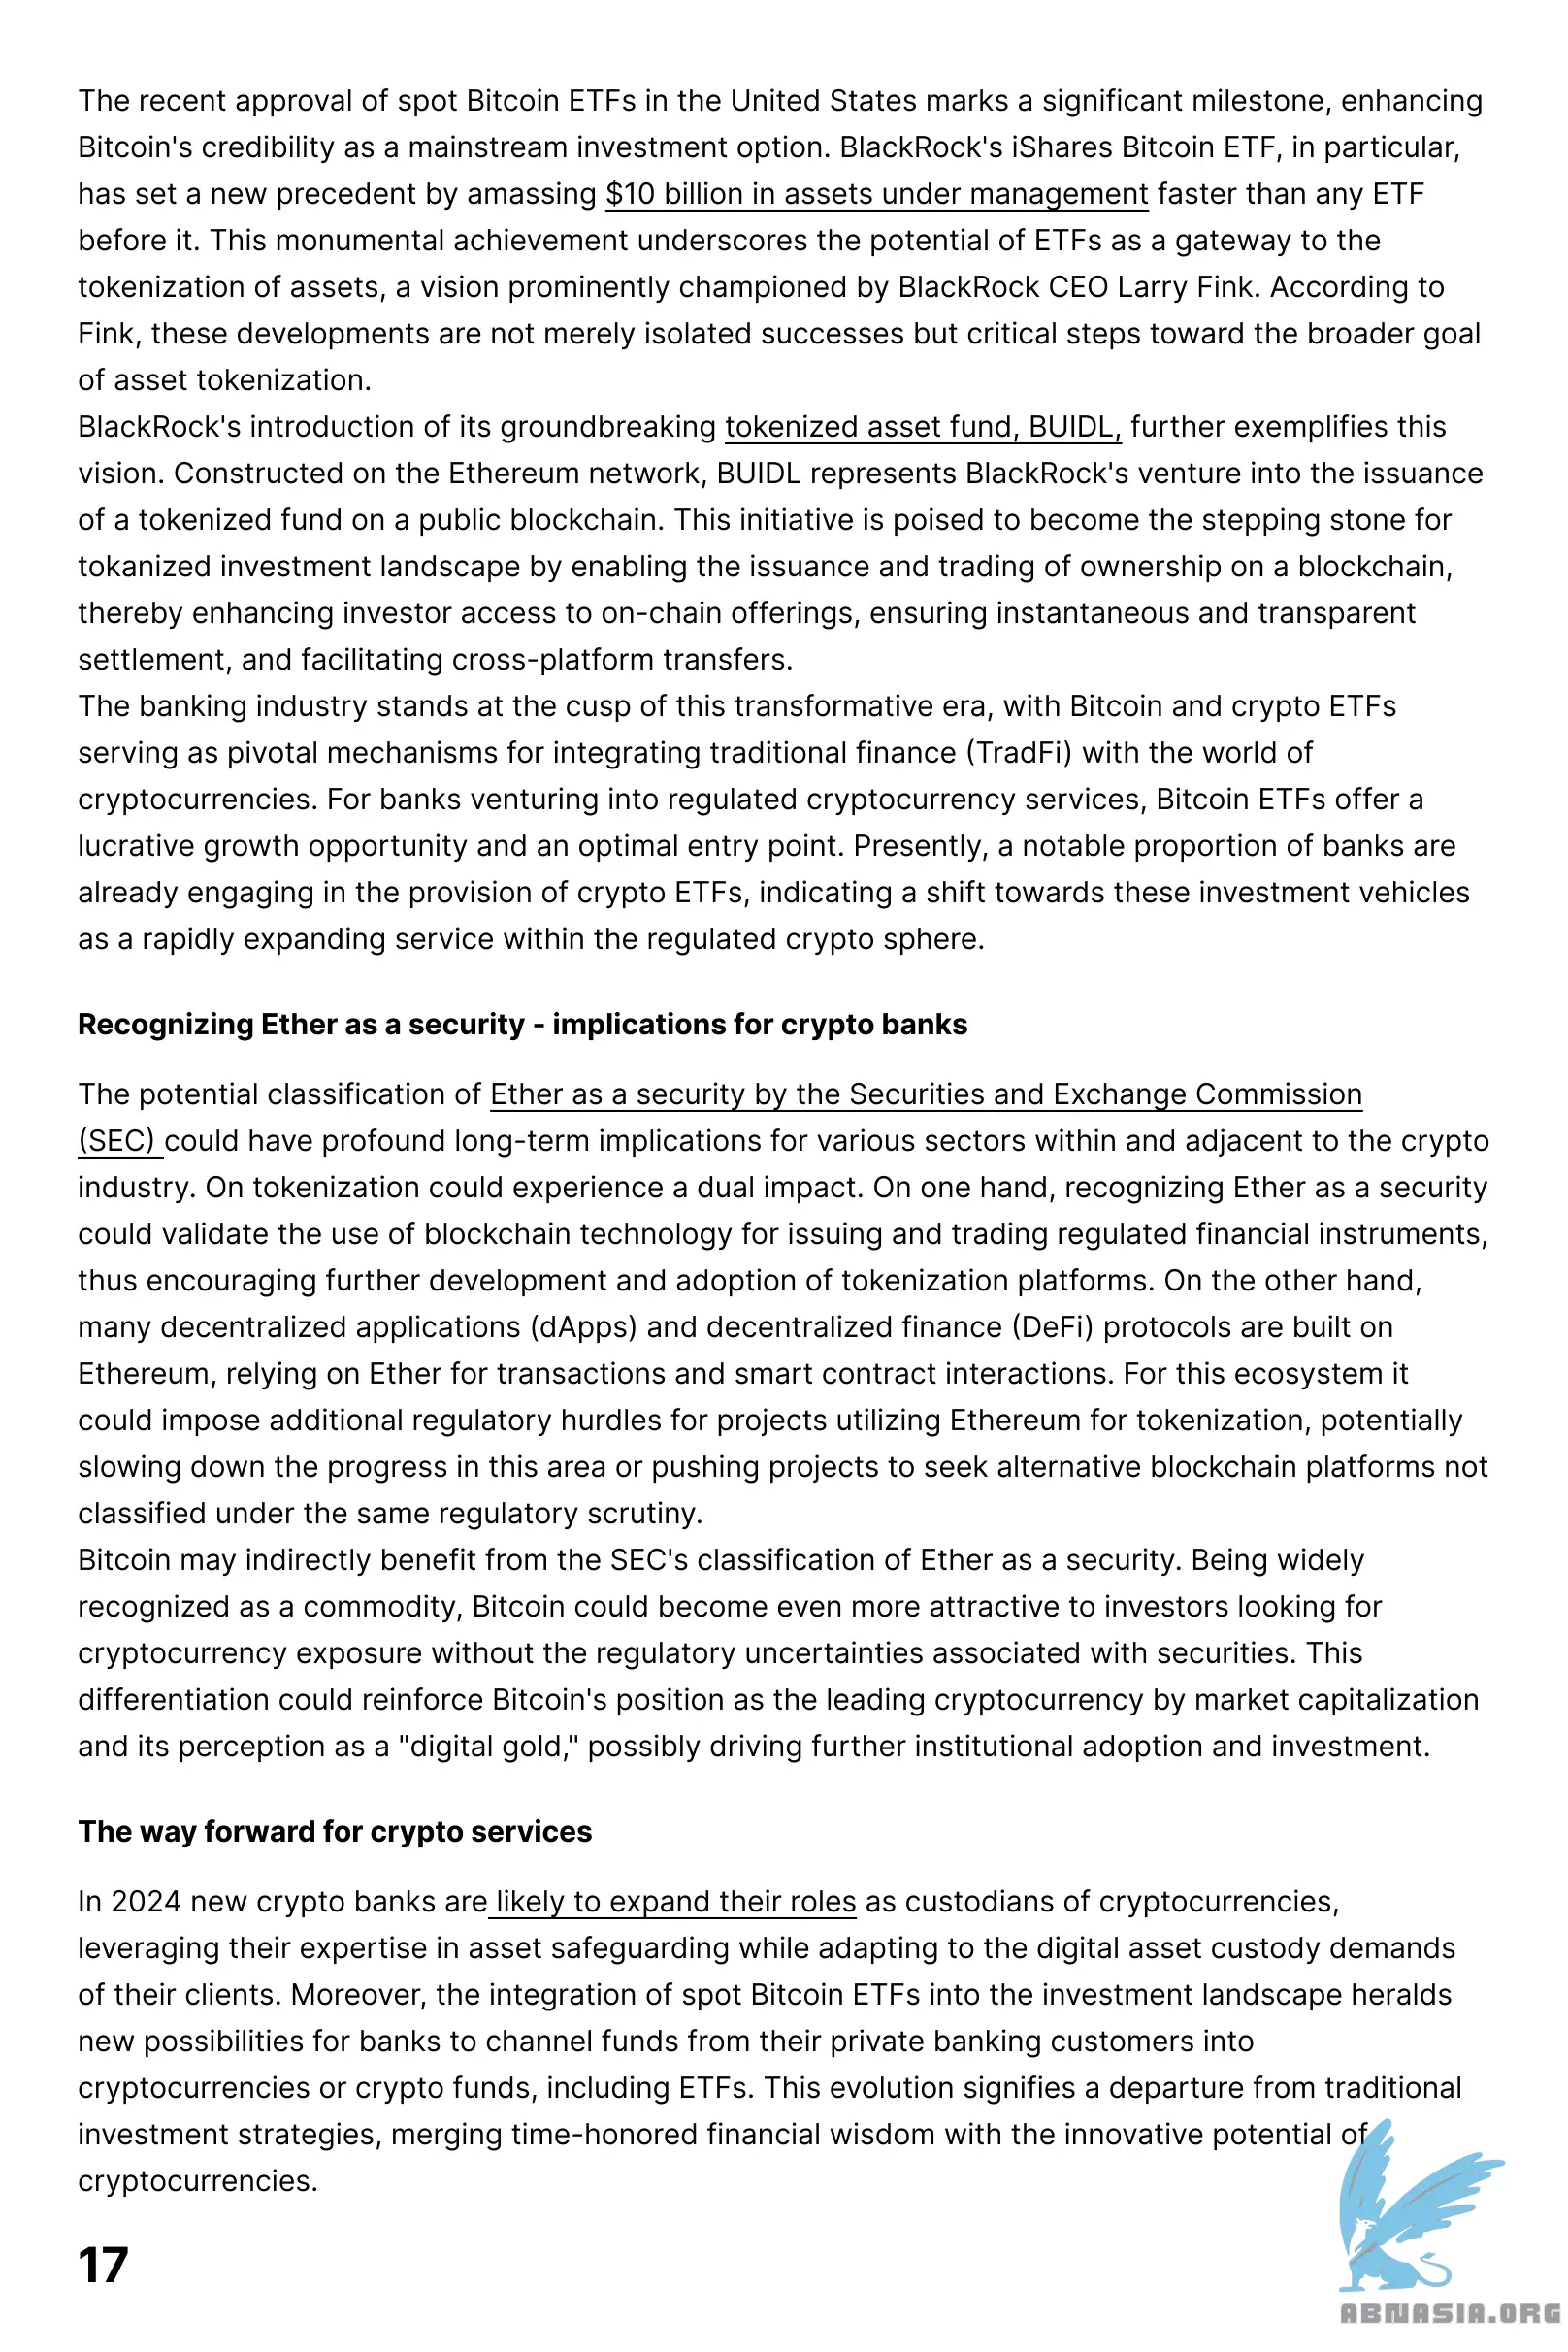 The recent approval of spot Bitcoin ETFs in the United States marks a significant milestone, enhancing
Bitcoin's credibility as a mainstream investment option. BlackRock's iShares Bitcoin ETF, in particular,
has set a new precedent by amassing $10 billion in assets under management faster than any ETF
before it. This monumental achievement underscores the potential of ETFs as a gateway to the
tokenization of assets, a vision prominently championed by BlackRock CEO Larry Fink. According to
Fink, these developments are not merely isolated successes but critical steps toward the broader goal
of asset tokenization.
BlackRock's introduction of its groundbreaking tokenized asset fund, BUIDL, further exemplifies this
vision. Constructed on the Ethereum network, BUIDL represents BlackRock's venture into the issuance
of a tokenized fund on a public blockchain. This initiative is poised to become the stepping stone for
tokanized investment landscape by enabling the issuance and trading of ownership on a blockchain,
thereby enhancing investor access to on-chain offerings, ensuring instantaneous and transparent
settlement, and facilitating cross-platform transfers.
The banking industry stands at the cusp of this transformative era, with Bitcoin and crypto ETFs
serving as pivotal mechanisms for integrating traditional finance (TradFi) with the world of
cryptocurrencies. For banks venturing into regulated cryptocurrency services, Bitcoin ETFs offer a
lucrative growth opportunity and an optimal entry point. Presently, a notable proportion of banks are
already engaging in the provision of crypto ETFs, indicating a shift towards these investment vehicles
as a rapidly expanding service within the regulated crypto sphere.
Recognizing Ether as a security - implications for crypto banks
The potential classification of Ether as a security by the Securities and Exchange Commission
(SEC) could have profound long-term implications for various sectors within and adjacent to the crypto
industry. On tokenization could experience a dual impact. On one hand, recognizing Ether as a security
could validate the use of blockchain technology for issuing and trading regulated financial instruments,
thus encouraging further development and adoption of tokenization platforms. On the other hand,
many decentralized applications (dApps) and decentralized finance (DeFi) protocols are built on
Ethereum, relying on Ether for transactions and smart contract interactions. For this ecosystem it
could impose additional regulatory hurdles for projects utilizing Ethereum for tokenization, potentially
slowing down the progress in this area or pushing projects to seek alternative blockchain platforms not
classified under the same regulatory scrutiny.
Bitcoin may indirectly benefit from the SEC's classification of Ether as a security. Being widely
recognized as a commodity, Bitcoin could become even more attractive to investors looking for
cryptocurrency exposure without the regulatory uncertainties associated with securities. This
differentiation could reinforce Bitcoin's position as the leading cryptocurrency by market capitalization
and its perception as a "digital gold," possibly driving further institutional adoption and investment.
The way forward for crypto services
In 2024 new crypto banks are likely to expand their roles as custodians of cryptocurrencies,
leveraging their expertise in asset safeguarding while adapting to the digital asset custody demands
of their clients. Moreover, the integration of spot Bitcoin ETFs into the investment landscape heralds
new possibilities for banks to channel funds from their private banking customers into
cryptocurrencies or crypto funds, including ETFs. This evolution signifies a departure from traditional
investment strategies, merging time-honored financial wisdom with the innovative potential of
cryptocurrencies.
17
ABNASIA.ORG